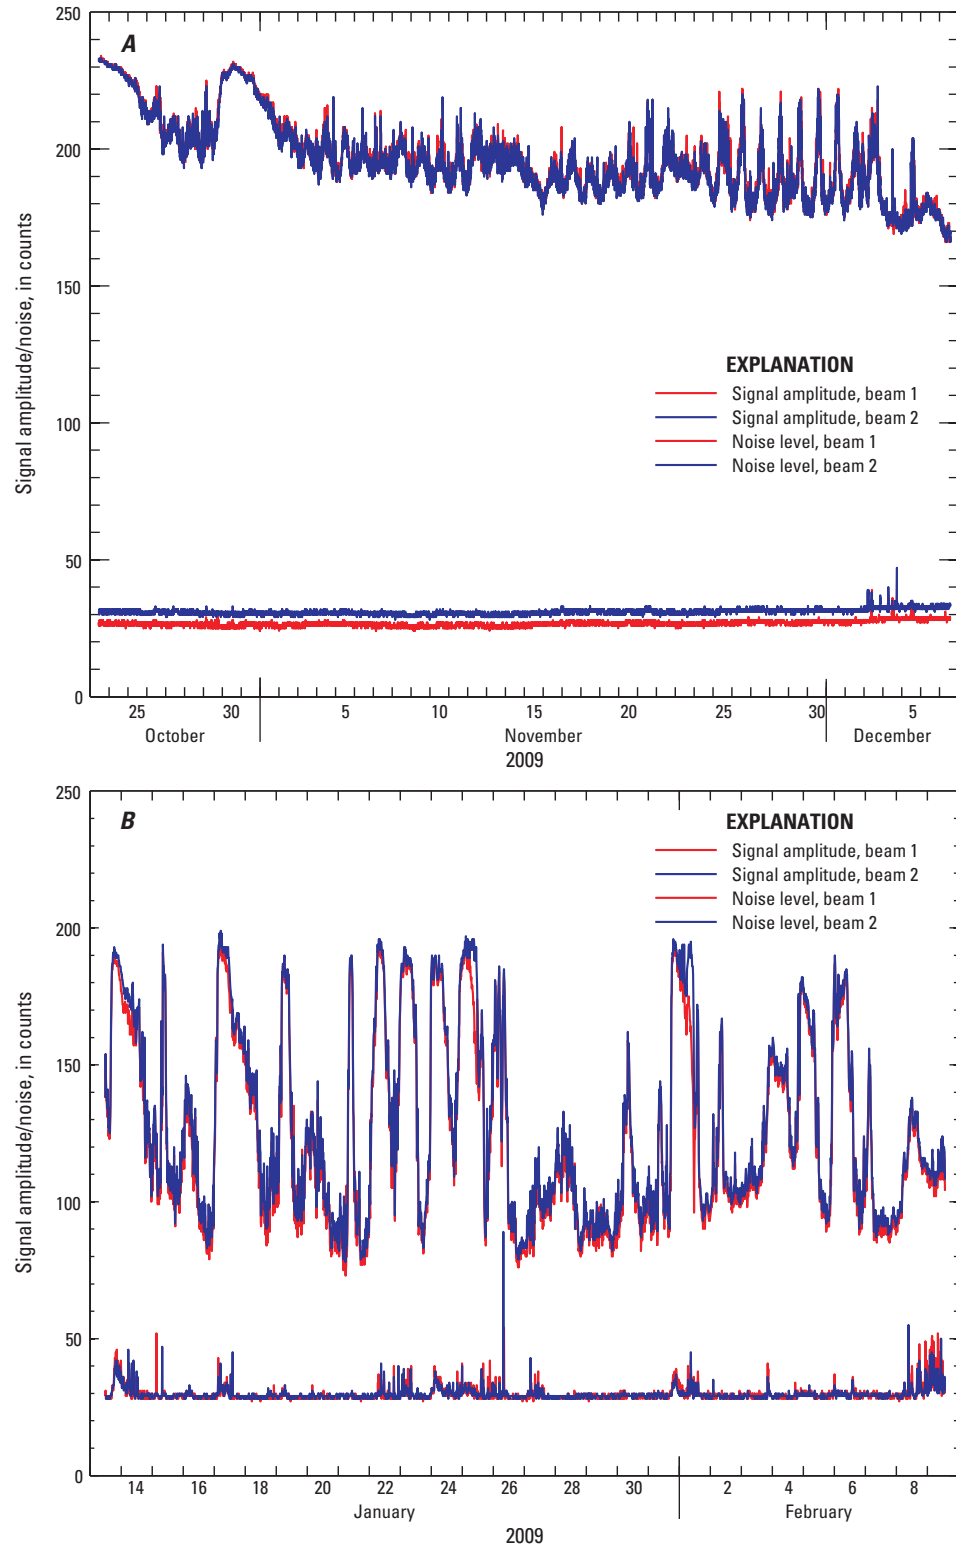 250
A
200
150
100
50
0
Signal amplitude/noise, in counts
EXPLANATION
Signal amplitude, beam 1
Signal amplitude, beam 2
Noise level, beam 1
Noise level, beam 2
25 30 5 10 15 20 25 30 5
October November December
2009
250
B
200
150
100
50
0
Signal amplitude/noise, in counts
EXPLANATION
Signal amplitude, beam 1
Signal amplitude, beam 2
Noise level, beam 1
Noise level, beam 2
14 16 18 20 22 24 26 28 30 2 4 6 8
January February
2009